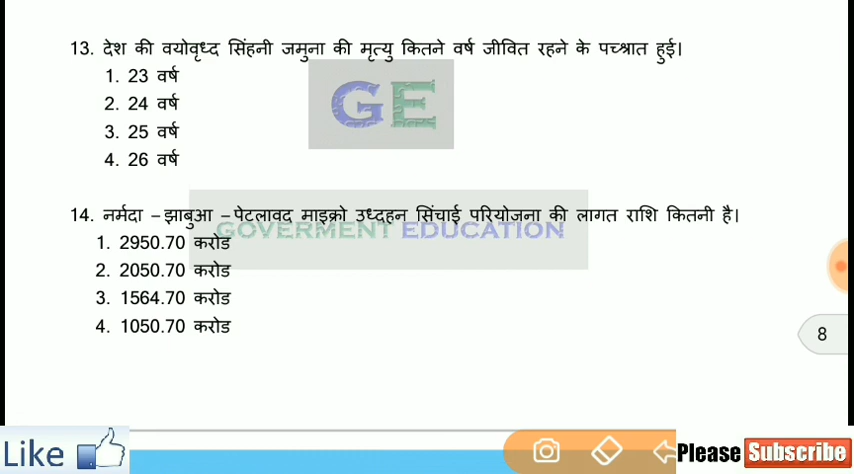 13. देश की वयोवृध्द सिंहनी जमुना की मृत्यु कितने वर्ष जीवित रहने के पच्श्रात हुई।
1. 23 वर्ष
2. 24 वर्ष
3. 25 वर्ष
4. 26 वर्ष
GE
14. नर्मदा – झाबुआ – पेटलावद माइक्रो उध्दहन सिंचाई परियोजना की लागत राशि कितनी है।
GOVERMENT EDUCATION
1. 2950.70 करोड
2. 2050.70 करोड
3. 1564.70 करोड
4. 1050.70 करोड
8
Like
Please Subscribe